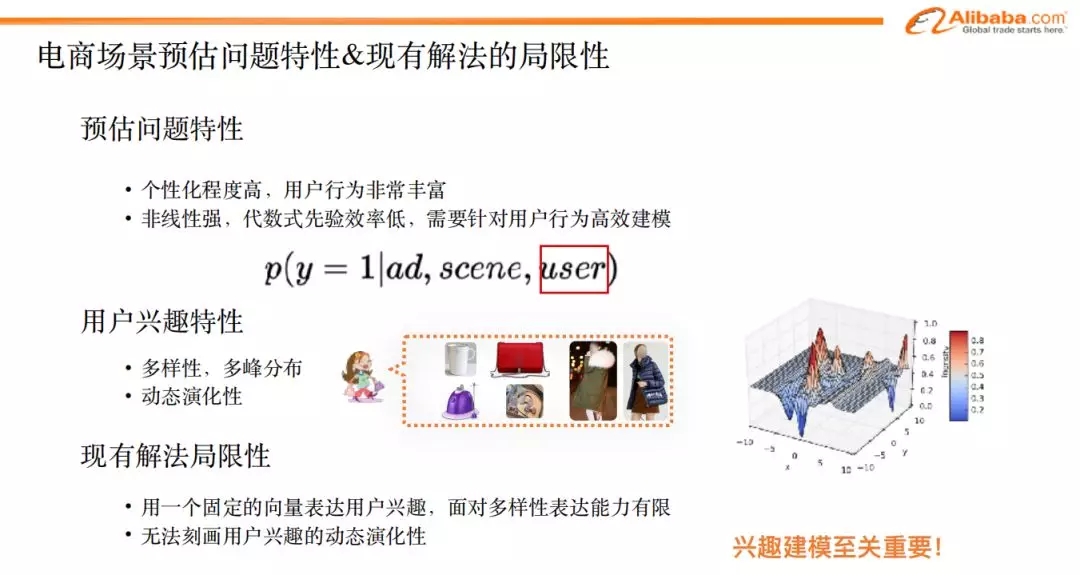 Alibaba.com
Global trade starts here.™
电商场景预估问题特性&现有解法的局限性
预估问题特性
• 个性化程度高，用户行为非常丰富
• 非线性强，代数式先验效率低，需要针对用户行为高效建模
p(y = 1|ad, scene, user)
用户兴趣特性
• 多样性，多峰分布
• 动态演化性
1.0
0.8
0.6
0.4
0.2
0.0
0.8
0.7
0.6
0.5
0.4
0.3
0.2
−10
−5
0
5
10
x
−10
−5
0
5
10
y
现有解法局限性
• 用一个固定的向量表达用户兴趣，面对多样性表达能力有限
• 无法刻画用户兴趣的动态演化性
兴趣建模至关重要！